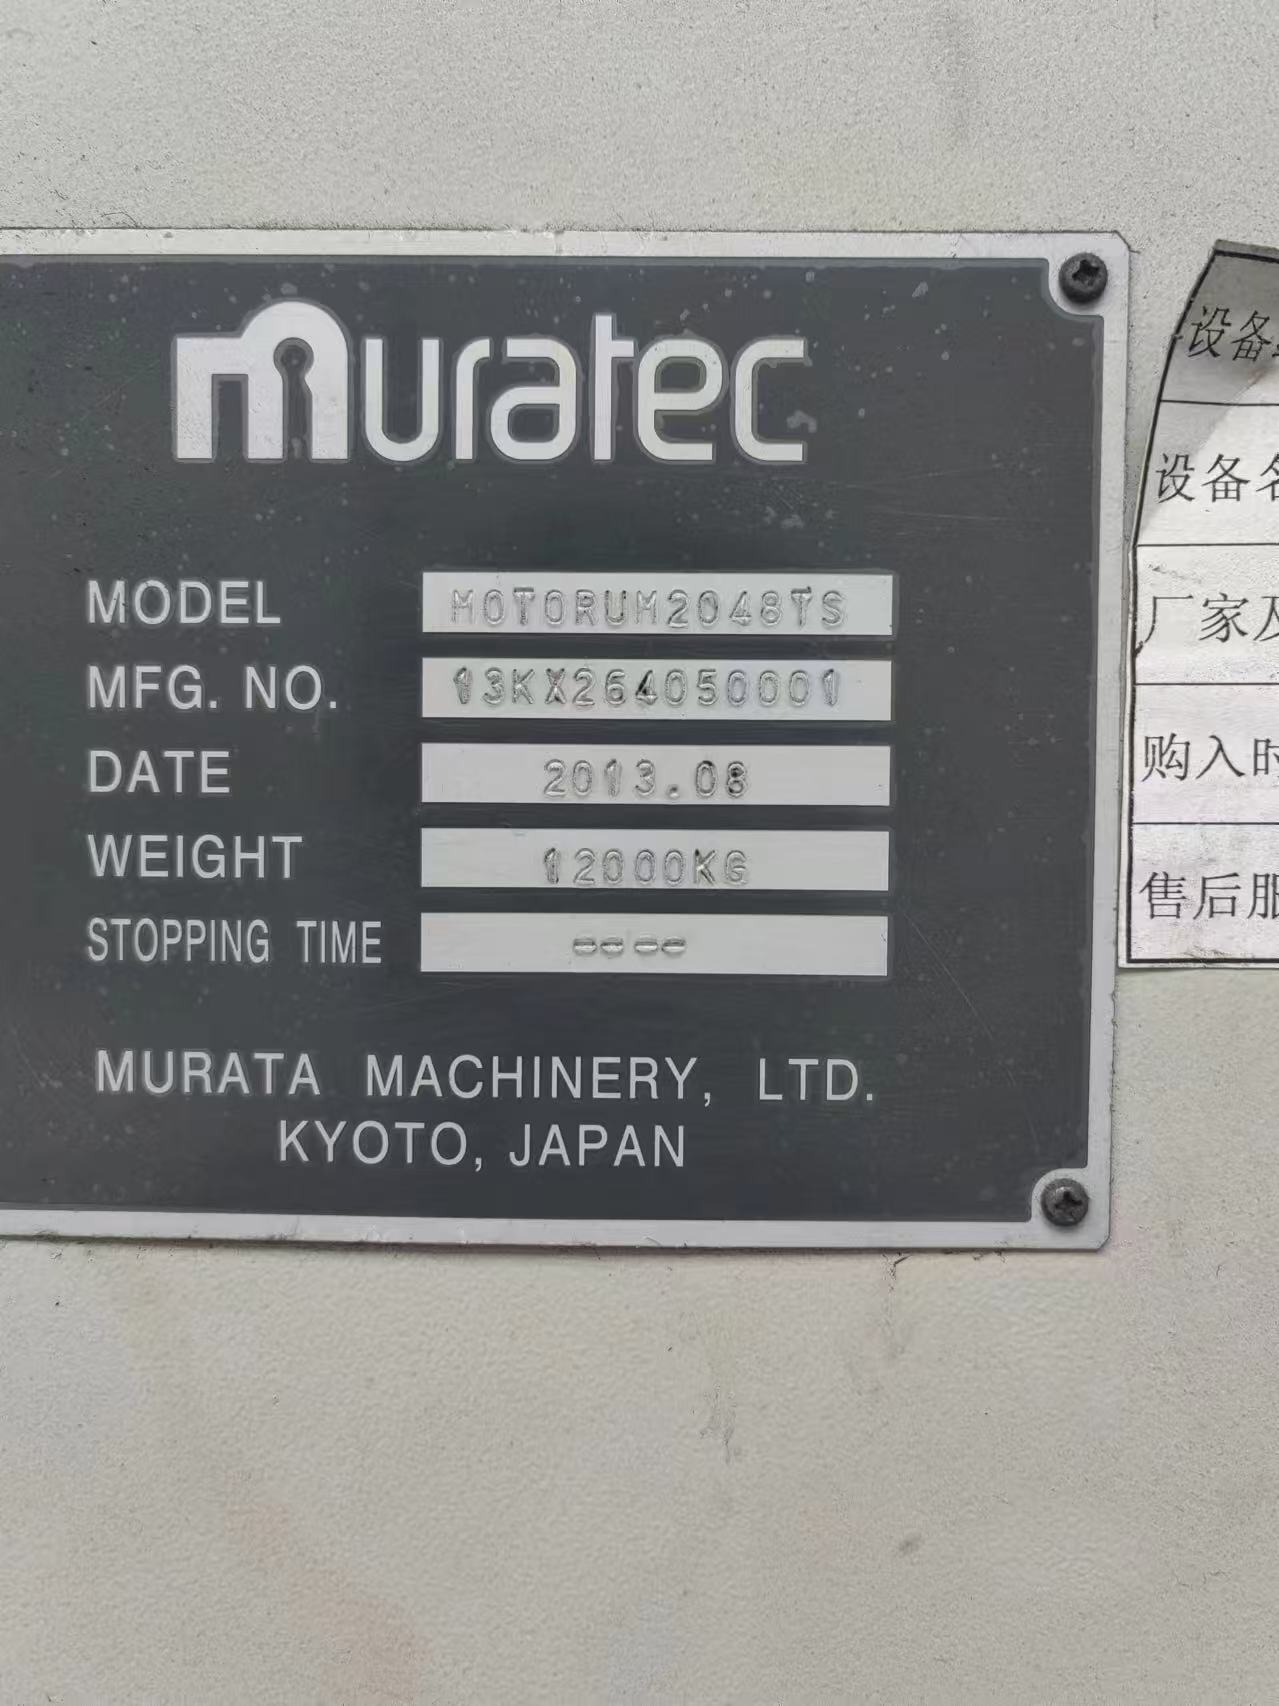 muratec
MODEL MOTORUM2048TS
MFG. NO. 13KX264050001
DATE 2013.08
WEIGHT 12000KG
STOPPING TIME ----
MURATA MACHINERY, LTD.
KYOTO, JAPAN
设备
设备名
厂家及
购入时
售后服